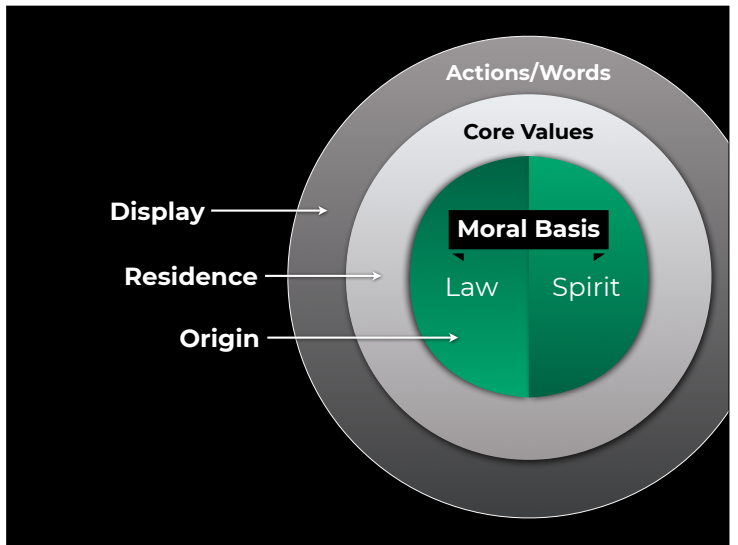 Actions/Words
Core Values
Display
Moral Basis
Residence
Law
Spirit
Origin